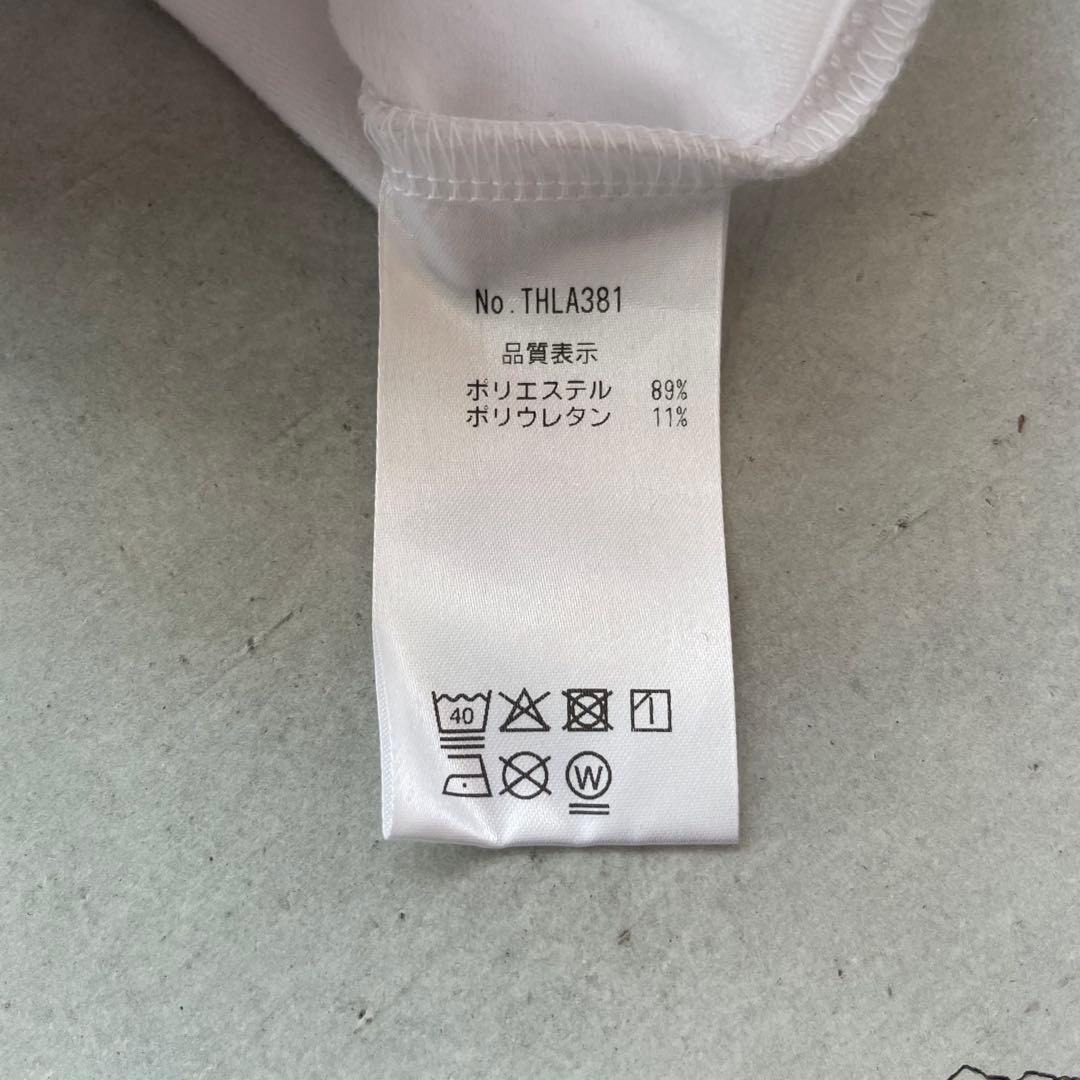 No.THLA381
品質表示
ポリエステル 89%
ポリウレタン 11%
40
W